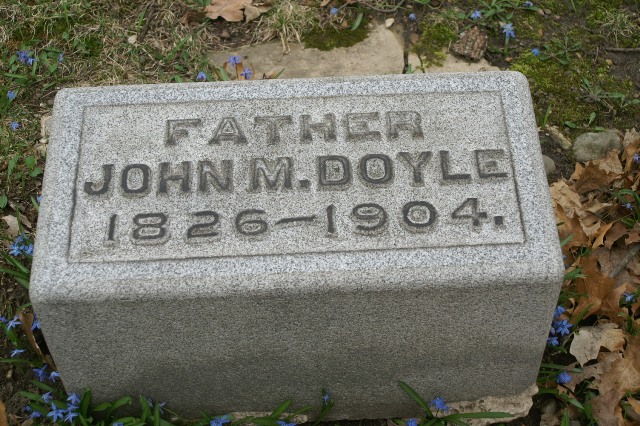 FATHER
JOHN M. DOYLE
1826–1904.